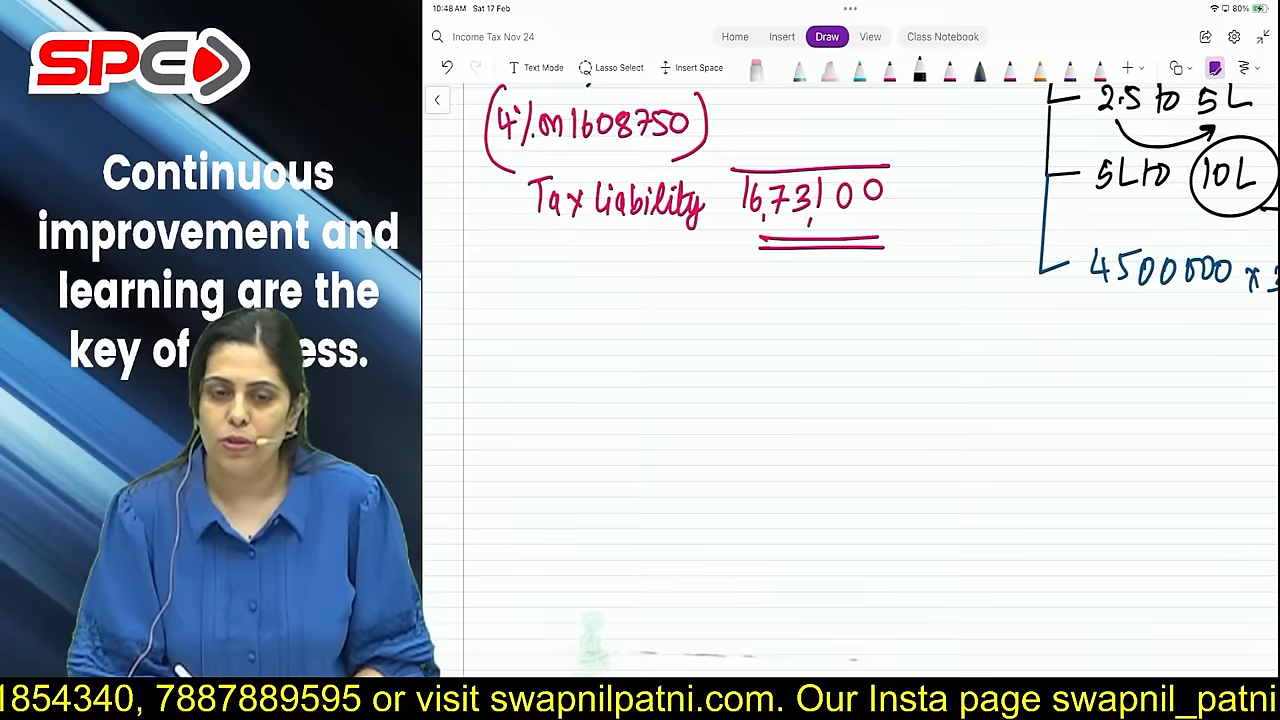 10:48 AM Sat 17 Feb
80%
Income Tax Nov 24
Home Insert Draw View Class Notebook
Text Mode Lasso Select Insert Space
SPC
Continuous
improvement and
learning are the
key of ess.
(4% on 1608750)
Tax Liability 16,73,100
2.5 to 5L
5L to 10L
4500000 x
1854340, 7887889595 or visit swapnilpatni.com. Our Insta page swapnil_patni